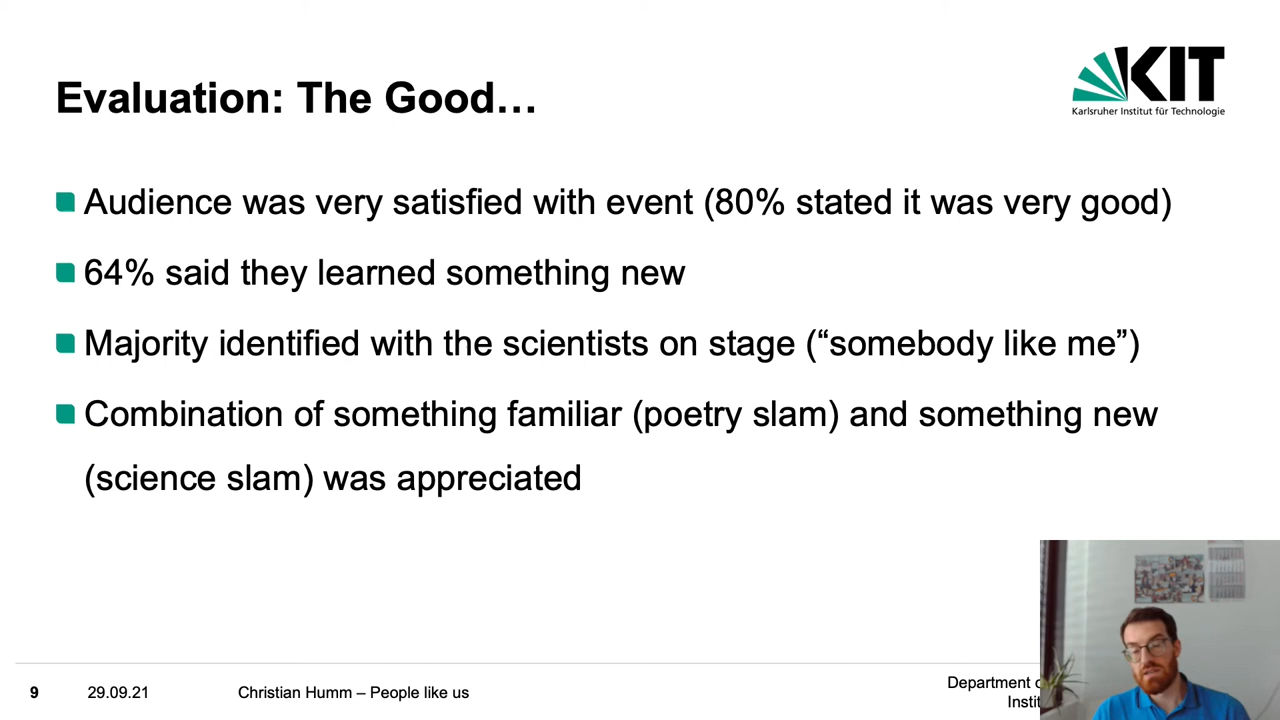 Evaluation: The Good…
KIT
Karlsruher Institut für Technologie
Audience was very satisfied with event (80% stated it was very good)
64% said they learned something new
Majority identified with the scientists on stage (“somebody like me”)
Combination of something familiar (poetry slam) and something new
(science slam) was appreciated
9 29.09.21 Christian Humm – People like us
Department